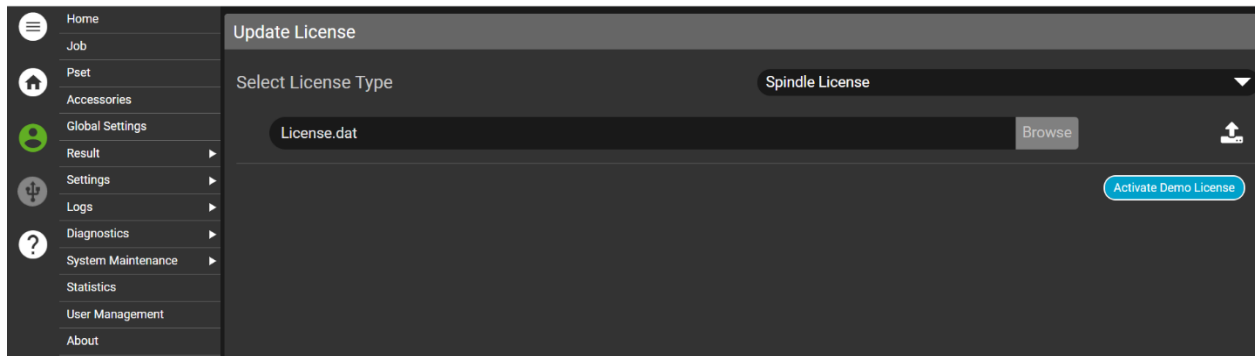 Home
Job
Pset
Accessories
Global Settings
Result
Settings
Logs
Diagnostics
System Maintenance
Statistics
User Management
About
Update License
Select License Type
Spindle License
License.dat
Browse
Activate Demo License